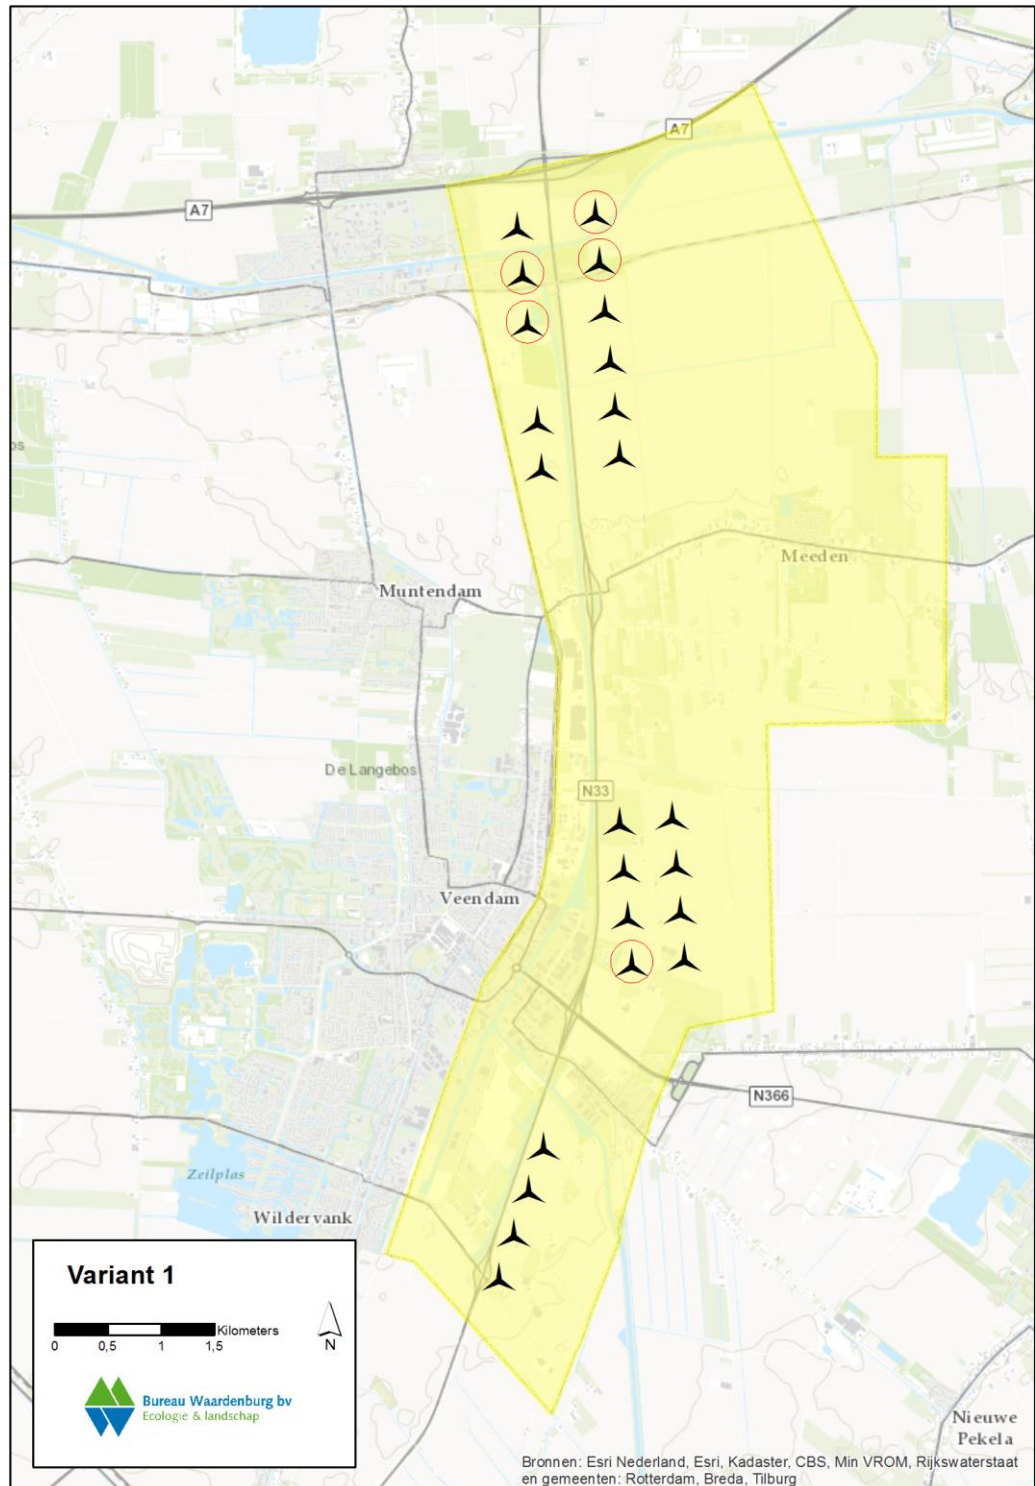 A7
A7
os
Meeden
Muntendam
De Langebos
N33
Veendam
N366
Zeilplas
Wildervank
Variant 1
Kilometers
0 0,5 1 1,5
N
Bureau Waardenburg bv
Ecologie & landschap
Nieuwe
Pekela
Bronnen: Esri Nederland, Esri, Kadaster, CBS, Min VROM, Rijkswaterstaat
en gemeenten: Rotterdam, Breda, Tilburg